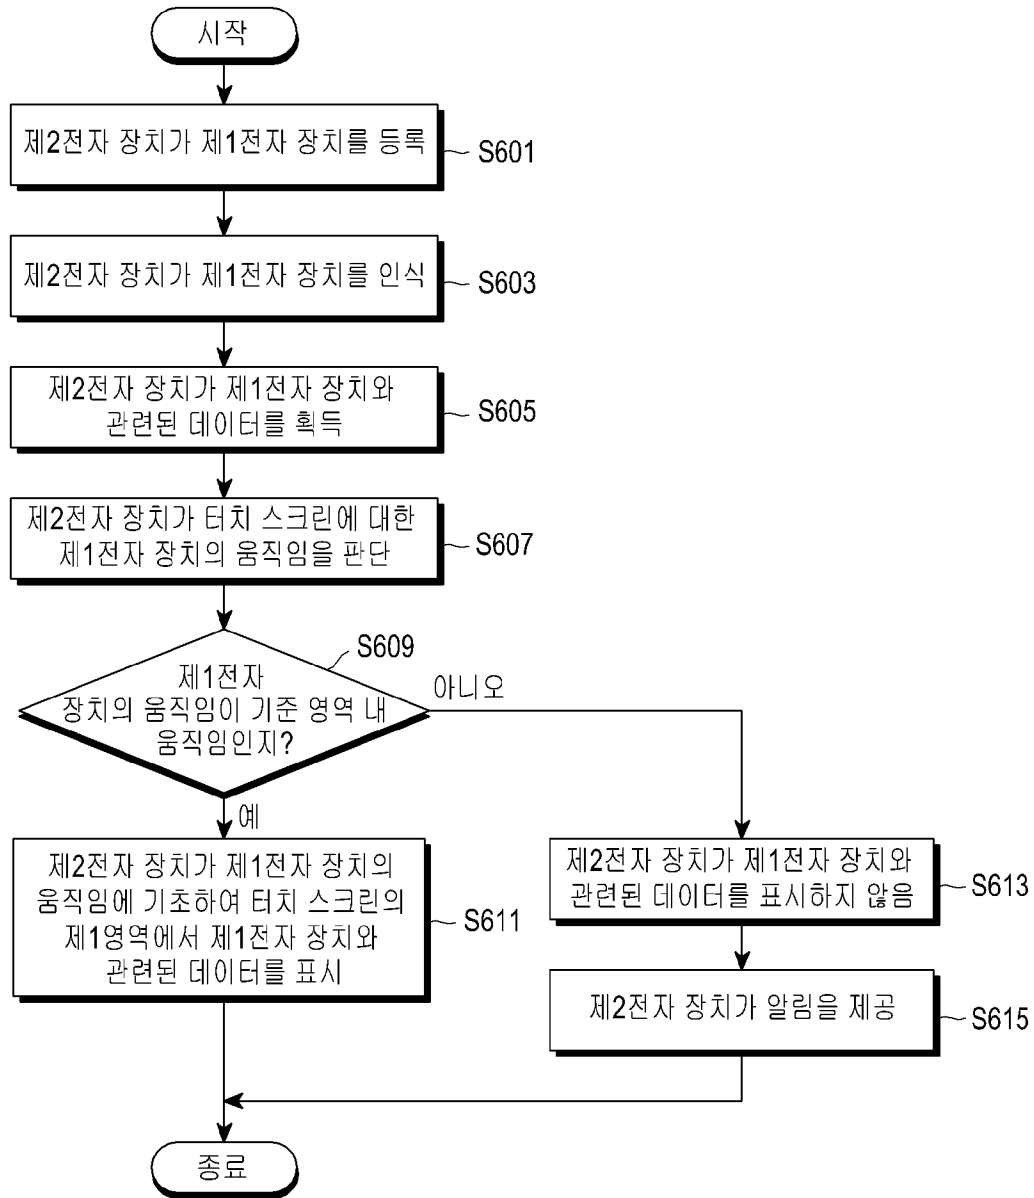 시작
제2전자 장치가 제1전자 장치를 등록
S601
제2전자 장치가 제1전자 장치를 인식
S603
제2전자 장치가 제1전자 장치와
관련된 데이터를 획득
S605
제2전자 장치가 터치 스크린에 대한
제1전자 장치의 움직임을 판단
S607
S609
제1전자
장치의 움직임이 기준 영역 내
움직임인지?
아니오
예
제2전자 장치가 제1전자 장치의
움직임에 기초하여 터치 스크린의
제1영역에서 제1전자 장치와
관련된 데이터를 표시
S611
제2전자 장치가 제1전자 장치와
관련된 데이터를 표시하지 않음
S613
제2전자 장치가 알림을 제공
S615
종료